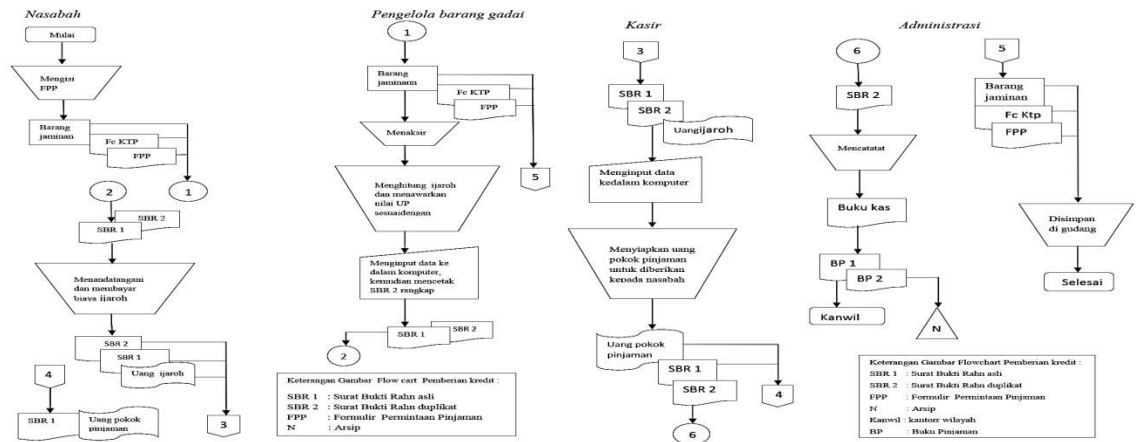 Nasabah
Mulai
Mengisi
FPP
Barang
jaminan
Fc KTP
FPP
1
2
SBR 2
SBR 1
Menandatangani
dan membayar
biaya ijaroh
SBR 2
SBR 1
Uang ijaroh
4
SBR 1
Uang pokok
pinjaman
3
Pengelola barang gadai
1
Barang
jaminann
Fc KTP
FPP
Menaksir
5
Menghitung ijaroh
dan menawarkan
nilai UP
sesuaidengan
Menginput data ke
dalam komputer,
kemudian mencetak
SBR 2 rangkap
SBR 1
SBR 2
2
Keterangan Gambar Flow cart Pemberian kredit :
SBR 1 : Surat Bukti Rahn asli
SBR 2 : Surat Bukti Rahn duplikat
FPP : Formulir Permintaan Pinjaman
N : Arsip
Kasir
3
SBR 1
SBR 2
Uangijaroh
Menginput data
kedalam komputer
Menyiapkan uang
pokok pinjaman
untuk diberikan
kepada nasabah
Uang pokok
pinjaman
SBR 1
SBR 2
4
6
Administrasi
6
SBR 2
Mencatatat
Buku kas
BP 1
BP 2
Kanwil
N
5
Barang
jaminan
Fc Ktp
FPP
Disimpan
di gudang
Selesai
Keterangan Gambar Flowchart Pemberian kredit :
SBR 1 : Surat Bukti Rahn asli
SBR 2 : Surat Bukti Rahn duplikat
FPP : Formulir Permintaan Pinjaman
N : Arsip
Kanwil : kantorr wilayah
BP : Buku Pinjaman